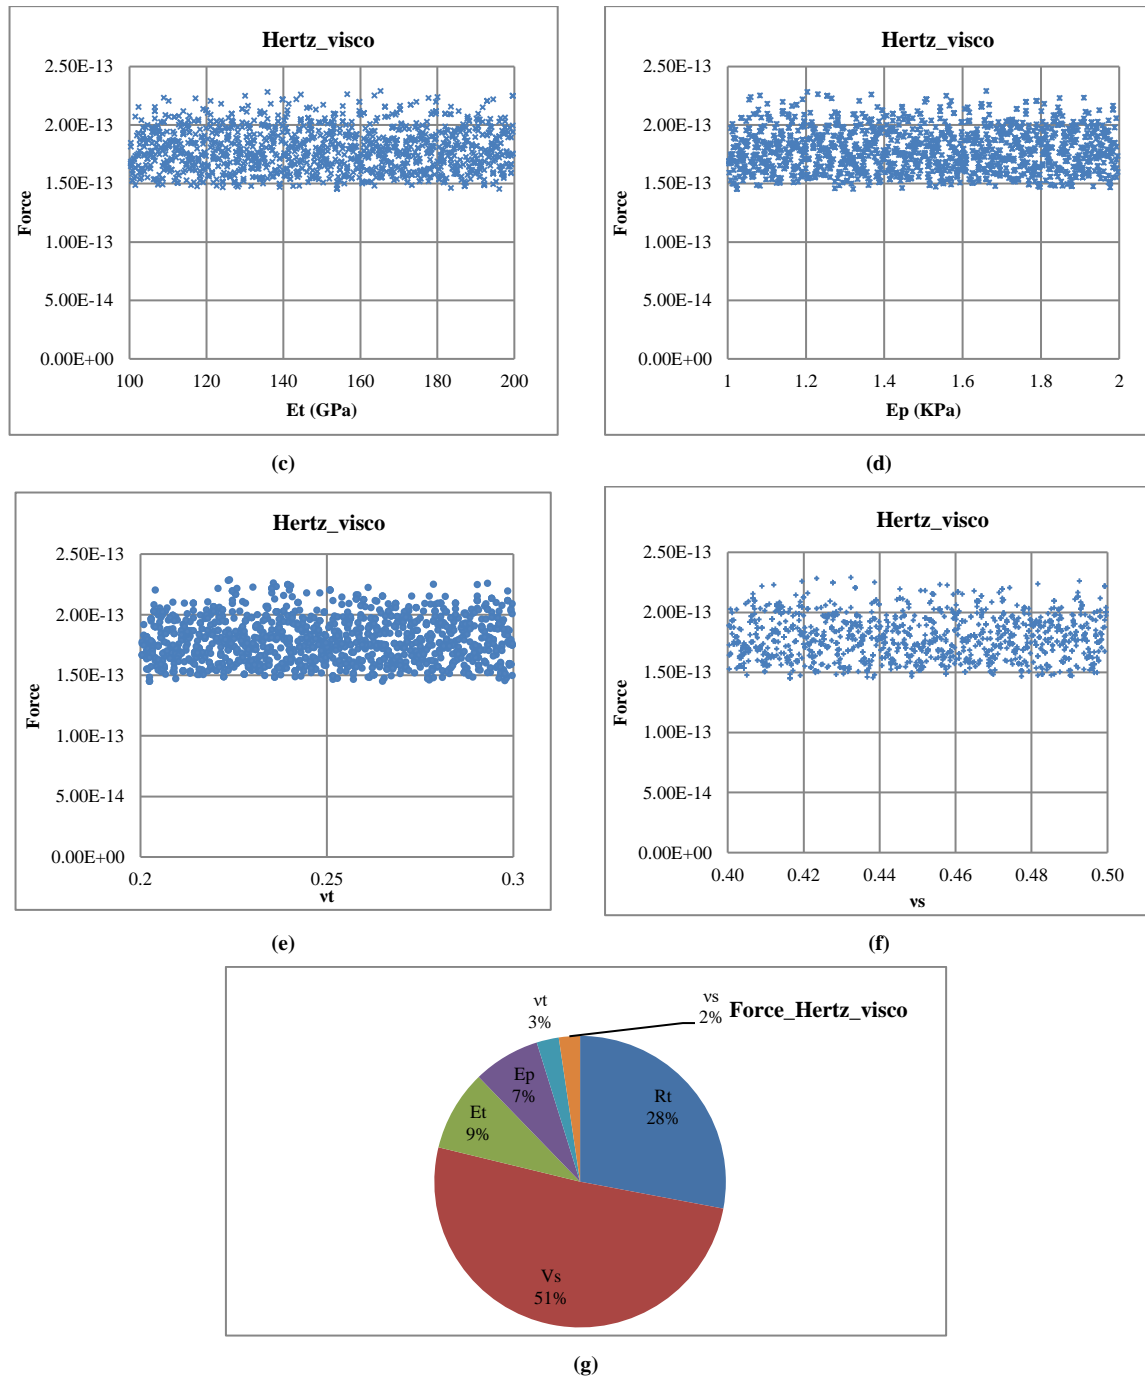 Hertz_visco
2.50E-13
2.00E-13
1.50E-13
1.00E-13
5.00E-14
0.00E+00
Force
100 120 140 160 180 200
Et (GPa)
(c)
Hertz_visco
2.50E-13
2.00E-13
1.50E-13
1.00E-13
5.00E-14
0.00E+00
Force
1 1.2 1.4 1.6 1.8 2
Ep (KPa)
(d)
Hertz_visco
2.50E-13
2.00E-13
1.50E-13
1.00E-13
5.00E-14
0.00E+00
Force
0.2 0.25 0.3
νt
(e)
Hertz_visco
2.50E-13
2.00E-13
1.50E-13
1.00E-13
5.00E-14
0.00E+00
Force
0.40 0.42 0.44 0.46 0.48 0.50
νs
(f)
Force_Hertz_visco
νt
3%
νs
2%
Ep
7%
Et
9%
Rt
28%
Vs
51%
(g)